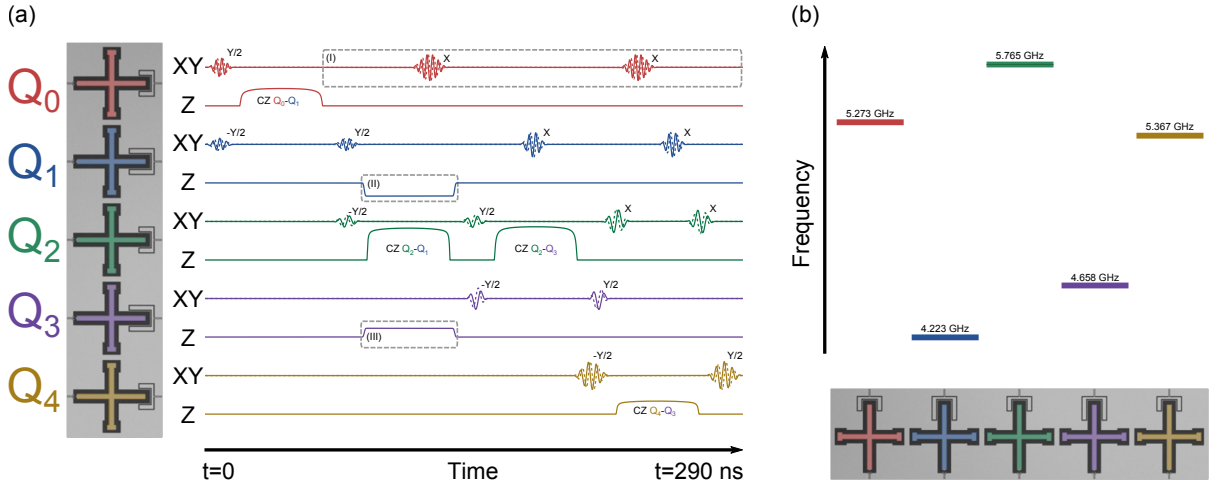 (a)
Q0
XY
Y/2
(I)
X
X
Z
CZ Q0-Q1
Q1
XY
-Y/2
Y/2
X
X
Z
(II)
Q2
XY
-Y/2
Y/2
X
X
Z
CZ Q2-Q1
CZ Q2-Q3
Q3
XY
-Y/2
Y/2
Z
(III)
Q4
XY
-Y/2
Y/2
Z
CZ Q4-Q3
t=0
Time
t=290 ns
(b)
Frequency
5.273 GHz
4.223 GHz
5.765 GHz
4.658 GHz
5.367 GHz